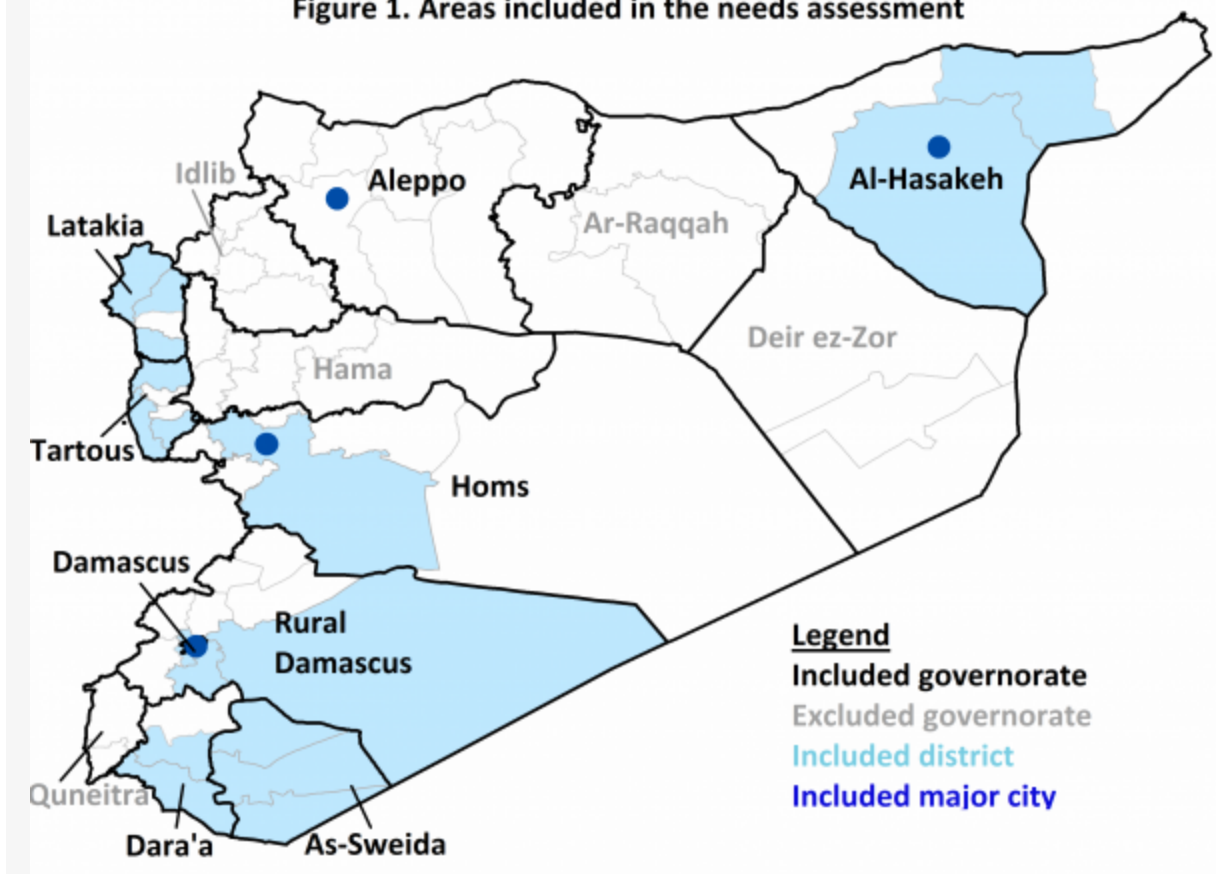 Figure 1. Areas included in the needs assessment
Idlib
Aleppo
Al-Hasakeh
Latakia
Ar-Raqqah
Deir ez-Zor
Hama
Tartous
Homs
Damascus
Rural
Damascus
Legend
Included governorate
Excluded governorate
Included district
Included major city
Quneitra
Dara'a
As-Sweida